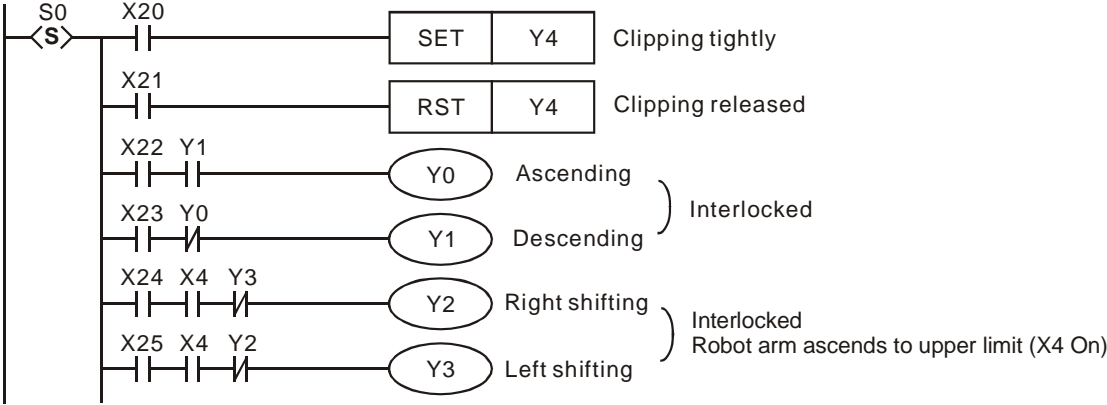 S0 X20
S SET Y4 Clipping tightly
X21
RST Y4 Clipping released
X22 Y1
Y0 Ascending
Interlocked
X23 Y0
Y1 Descending
X24 X4 Y3
Y2 Right shifting
Interlocked
Robot arm ascends to upper limit (X4 On)
X25 X4 Y2
Y3 Left shifting